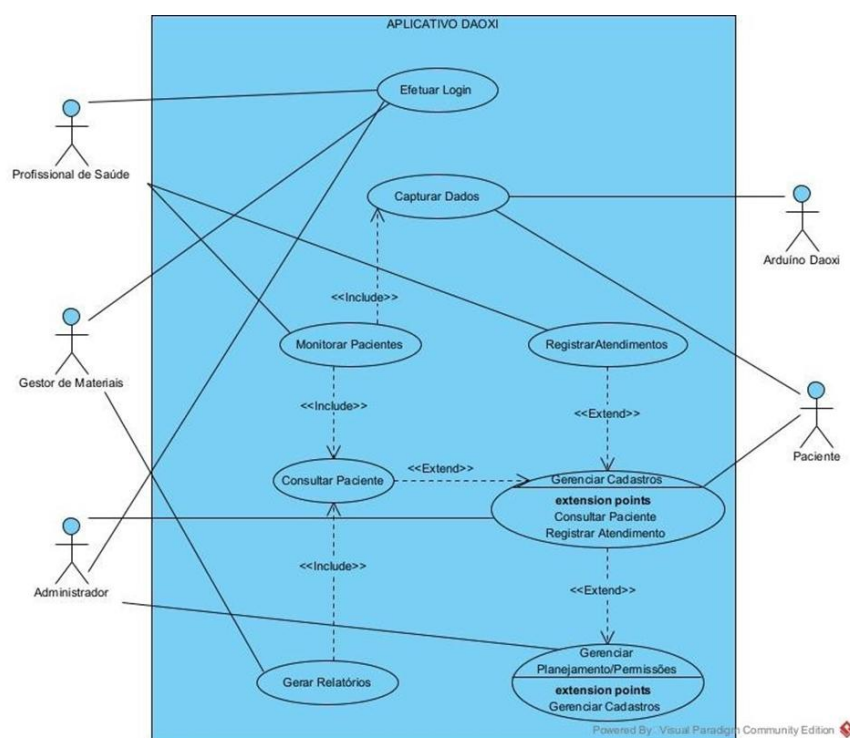 APLICATIVO DAOXI
Efetuar Login
Profissional de Saúde
Capturar Dados
Arduíno Daoxi
<<Include>>
Monitorar Pacientes
RegistrarAtendimentos
Gestor de Materiais
<<Include>>
<<Extend>>
Paciente
Consultar Paciente
<<Extend>>
Gerenciar Cadastros
extension points
Consultar Paciente
Registrar Atendimento
Administrador
<<Include>>
<<Extend>>
Gerenciar
Planejamento/Permissões
extension points
Gerenciar Cadastros
Gerar Relatórios
Powered By: Visual Paradigm Community Edition